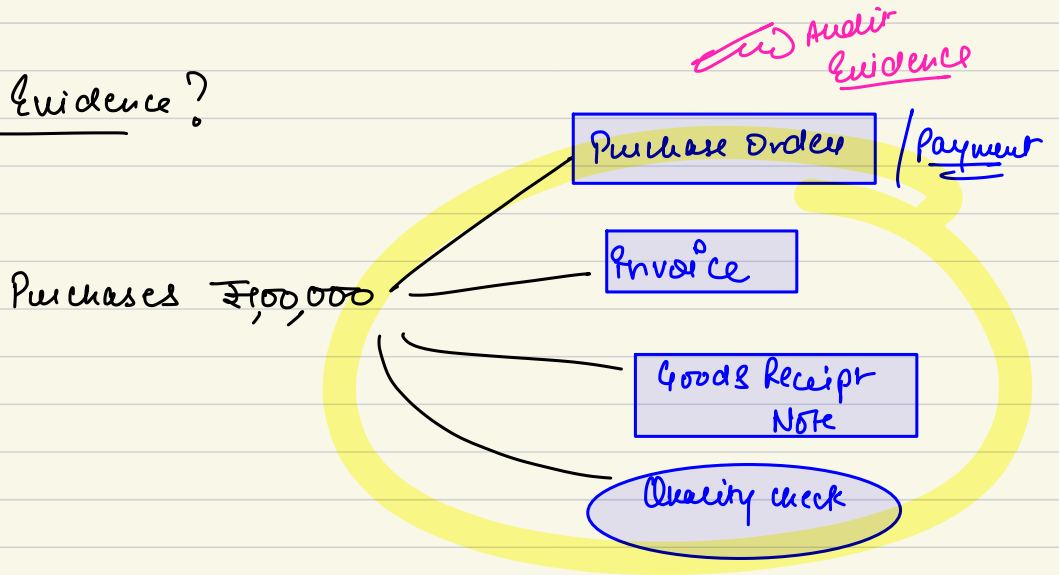 Audit
Evidence
Evidence?
Purchase Order / Payment
Invoice
Purchases ₹1,00,000
Goods Receipt
Note
Quality check